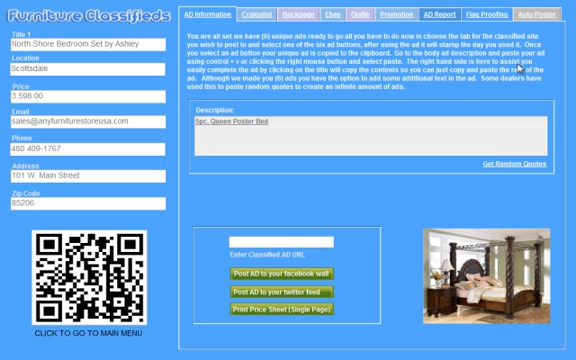 Furniture Classifieds
AD Information
Craigslist
Backpage
Ebay
Oodle
Promotion
AD Report
Flag Proofing
Auto Poster
Title 1
North Shore Bedroom Set by Ashley
Location
Scottsdale
Price
3,598.00
Email
sales@anyfurniturestoreusa.com
Phone
480 409-1767
Address
101 W. Main Street
Zip Code
85206
CLICK TO GO TO MAIN MENU
You are all set we have (6) unique ads ready to go all you have to do now is choose the tab for the classified site
you wish to post to and select one of the six ad buttons, after using the ad it will stamp the day you used it. Once
you select an ad button your unique ad is copied to the clipboard. Go to the body ad description and paste your ad
using control + v or clicking the right mouse button and select paste. The right hand side is here to assist you
easily complete the ad by clicking on the title will copy the contents so you can just copy and paste the rest of the
ad. Although we made you (6) ads you have the option to add some additional text in the ad. Some dealers have
used this to paste random quotes to create an infinite amount of ads.
Description:
5pc. Queen Poster Bed
Get Random Quotes
Enter Classified AD URL
Post AD to your facebook wall
Post AD to your twitter feed
Print Price Sheet (Single Page)